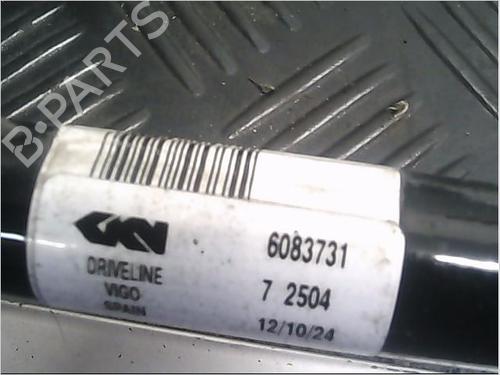 B-PARTS
GKN
6083731
DRIVELINE
VIGO
7 2504
SPAIN
12/10/24